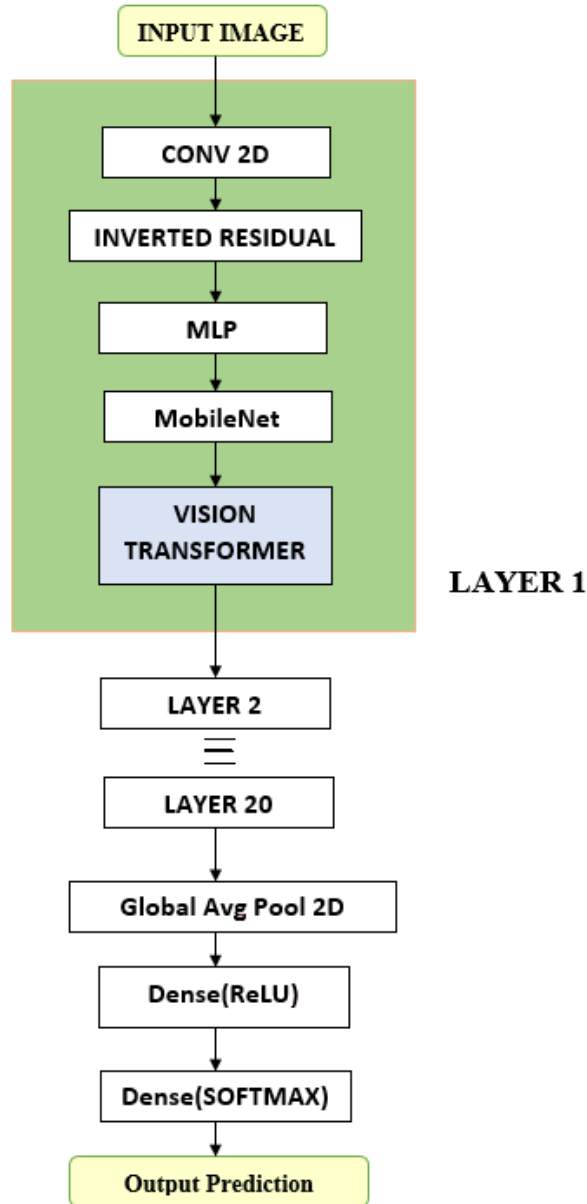 INPUT IMAGE
CONV 2D
INVERTED RESIDUAL
MLP
MobileNet
VISION
TRANSFORMER
LAYER 1
LAYER 2
LAYER 20
Global Avg Pool 2D
Dense(ReLU)
Dense(SOFTMAX)
Output Prediction